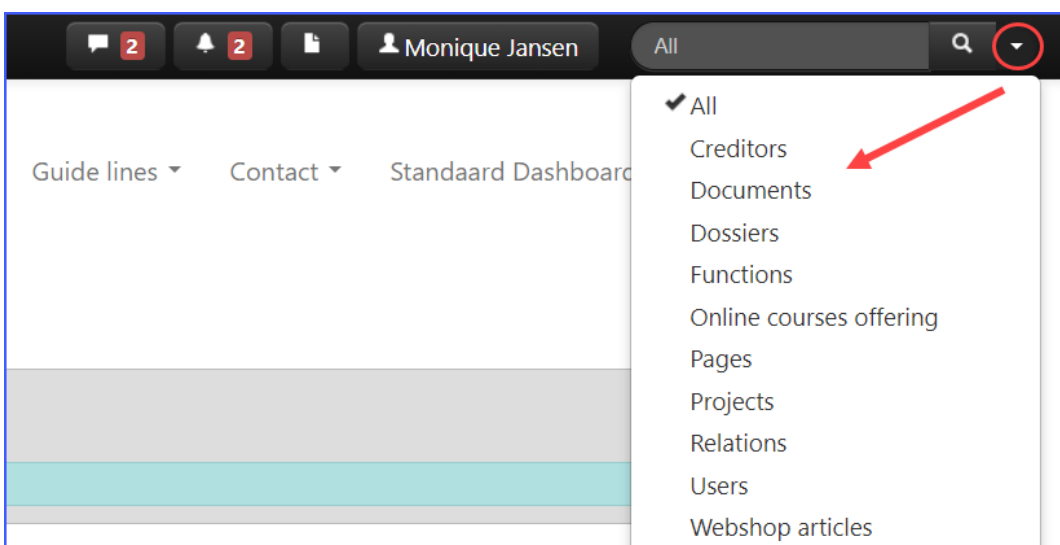 2 2 Monique Jansen All
All
Creditors
Guide lines Contact Standaard Dashboard
Documents
Dossiers
Functions
Online courses offering
Pages
Projects
Relations
Users
Webshop articles